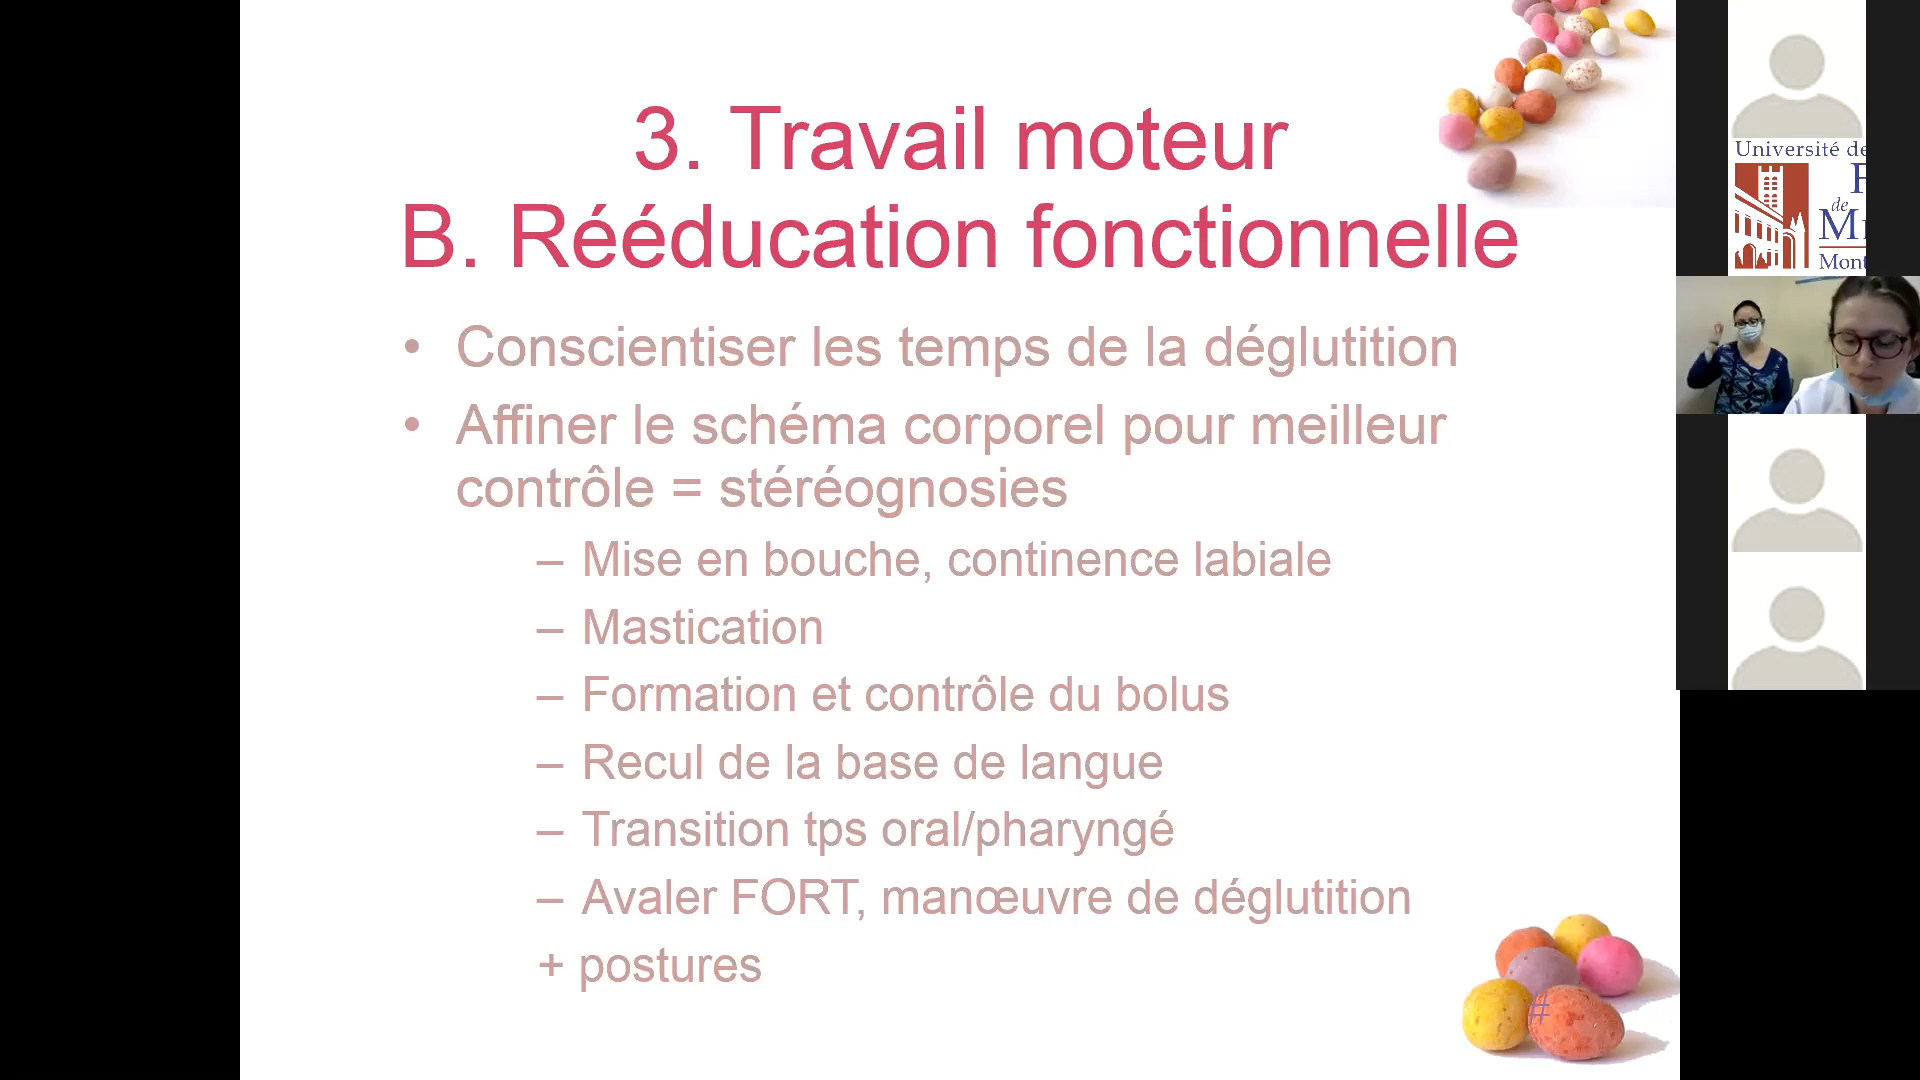 3. Travail moteur
B. Rééducation fonctionnelle
• Conscientiser les temps de la déglutition
• Affiner le schéma corporel pour meilleur
contrôle = stéréognosies
– Mise en bouche, continence labiale
– Mastication
– Formation et contrôle du bolus
– Recul de la base de langue
– Transition tps oral/pharyngé
– Avaler FORT, manœuvre de déglutition
+ postures
#
Université de
de
Mont